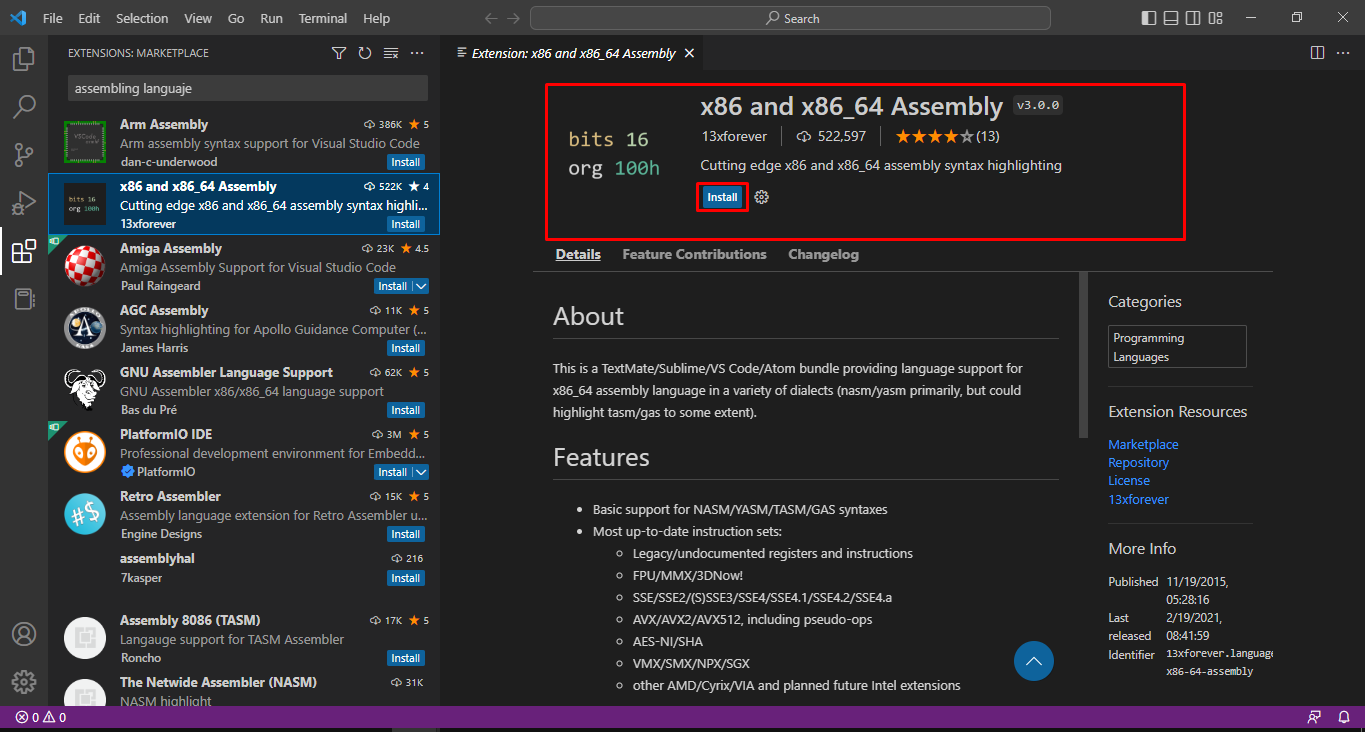 File Edit Selection View Go Run Terminal Help
Search
EXTENSIONS: MARKETPLACE
assembling languaje
Arm Assembly 386K 5
Arm assembly syntax support for Visual Studio Code
dan-c-underwood Install
x86 and x86_64 Assembly 522K 4
Cutting edge x86 and x86_64 assembly syntax highli...
13xforever Install
bits 16
org 100h
Amiga Assembly 23K 4.5
Amiga Assembly Support for Visual Studio Code
Paul Raingeard Install
AGC Assembly 11K 5
Syntax highlighting for Apollo Guidance Computer (...
James Harris Install
GNU Assembler Language Support 62K 5
GNU Assembler x86/x86_64 language support
Bas du Pré Install
PlatformIO IDE 3M 5
Professional development environment for Embedd...
PlatformIO Install
Retro Assembler 15K 5
Assembly language extension for Retro Assembler u...
Engine Designs Install
#$
assemblyhal 216
7kasper Install
Assembly 8086 (TASM) 17K 5
Langauge support for TASM Assembler
Roncho Install
The Netwide Assembler (NASM) 31K
NASM highlight
Extension: x86 and x86_64 Assembly
bits 16
org 100h
x86 and x86_64 Assembly v3.0.0
13xforever 522,597 (13)
Cutting edge x86 and x86_64 assembly syntax highlighting
Install
Details Feature Contributions Changelog
About
This is a TextMate/Sublime/VS Code/Atom bundle providing language support for
x86_64 assembly language in a variety of dialects (nasm/yasm primarily, but could
highlight tasm/gas to some extent).
Features
Basic support for NASM/YASM/TASM/GAS syntaxes
Most up-to-date instruction sets:
Legacy/undocumented registers and instructions
FPU/MMX/3DNow!
SSE/SSE2/(S)SSE3/SSE4/SSE4.1/SSE4.2/SSE4.a
AVX/AVX2/AVX512, including pseudo-ops
AES-NI/SHA
VMX/SMX/NPX/SGX
other AMD/Cyrix/VIA and planned future Intel extensions
Categories
Programming
Languages
Extension Resources
Marketplace
Repository
License
13xforever
More Info
Published 11/19/2015,
05:28:16
Last 2/19/2021,
released 08:41:59
Identifier 13xforever.language
x86-64-assembly
0 0